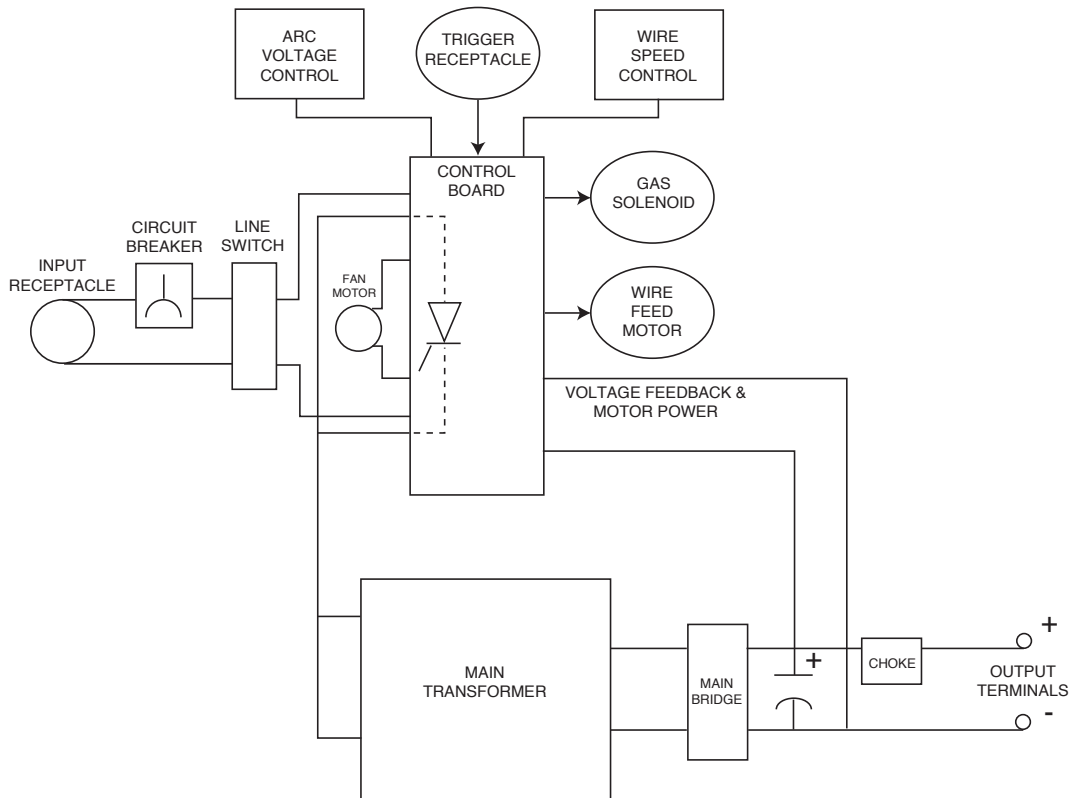 ARC
VOLTAGE
CONTROL
TRIGGER
RECEPTACLE
WIRE
SPEED
CONTROL
CONTROL
BOARD
GAS
SOLENOID
CIRCUIT
BREAKER
LINE
SWITCH
INPUT
RECEPTACLE
FAN
MOTOR
WIRE
FEED
MOTOR
VOLTAGE FEEDBACK &
MOTOR POWER
MAIN
TRANSFORMER
MAIN
BRIDGE
+
CHOKE
+
OUTPUT
TERMINALS
-